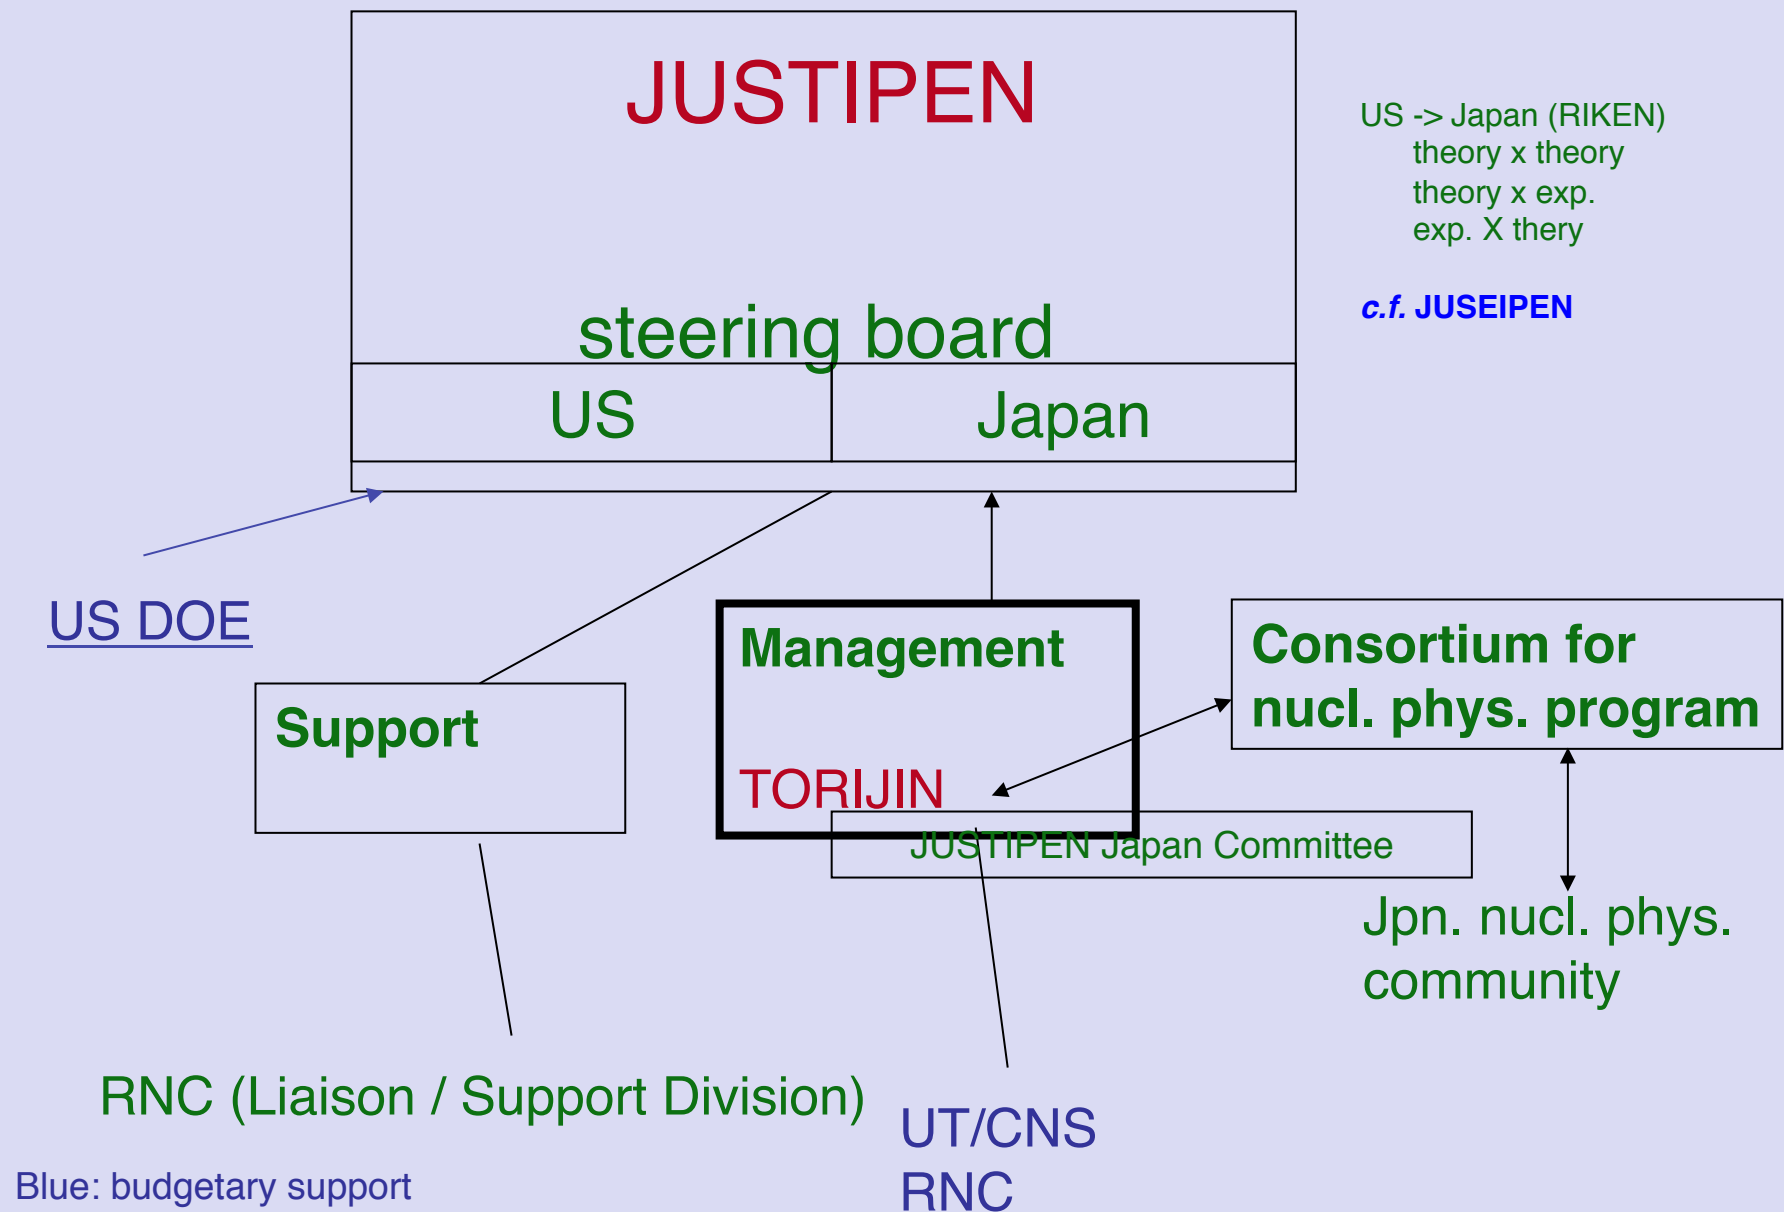 JUSTIPEN
steering board
US
Japan
US -> Japan (RIKEN)
theory x theory
theory x exp.
exp. X thery
c.f. JUSEIPEN
US DOE
Support
Management
TORIJIN
JUSTIPEN Japan Committee
Consortium for
nucl. phys. program
Jpn. nucl. phys.
community
RNC (Liaison / Support Division)
UT/CNS
RNC
Blue: budgetary support